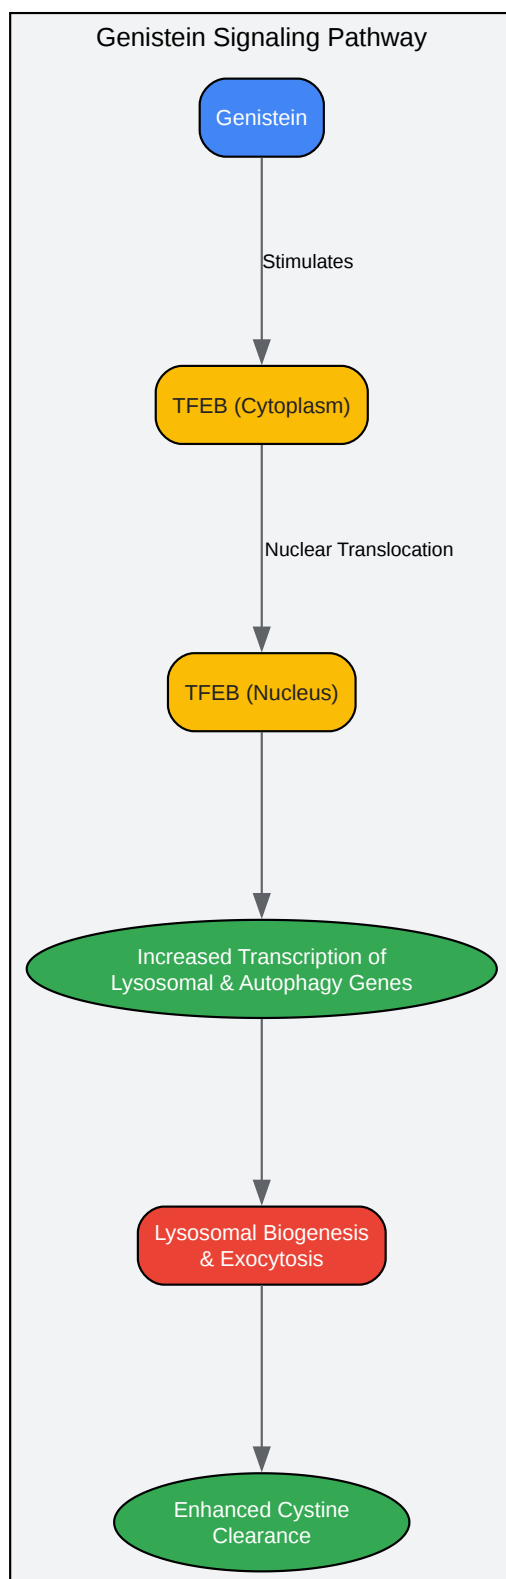 Genistein Signaling Pathway
Genistein
Stimulates
TFEB (Cytoplasm)
Nuclear Translocation
TFEB (Nucleus)
Increased Transcription of
Lysosomal & Autophagy Genes
Lysosomal Biogenesis
& Exocytosis
Enhanced Cystine
Clearance